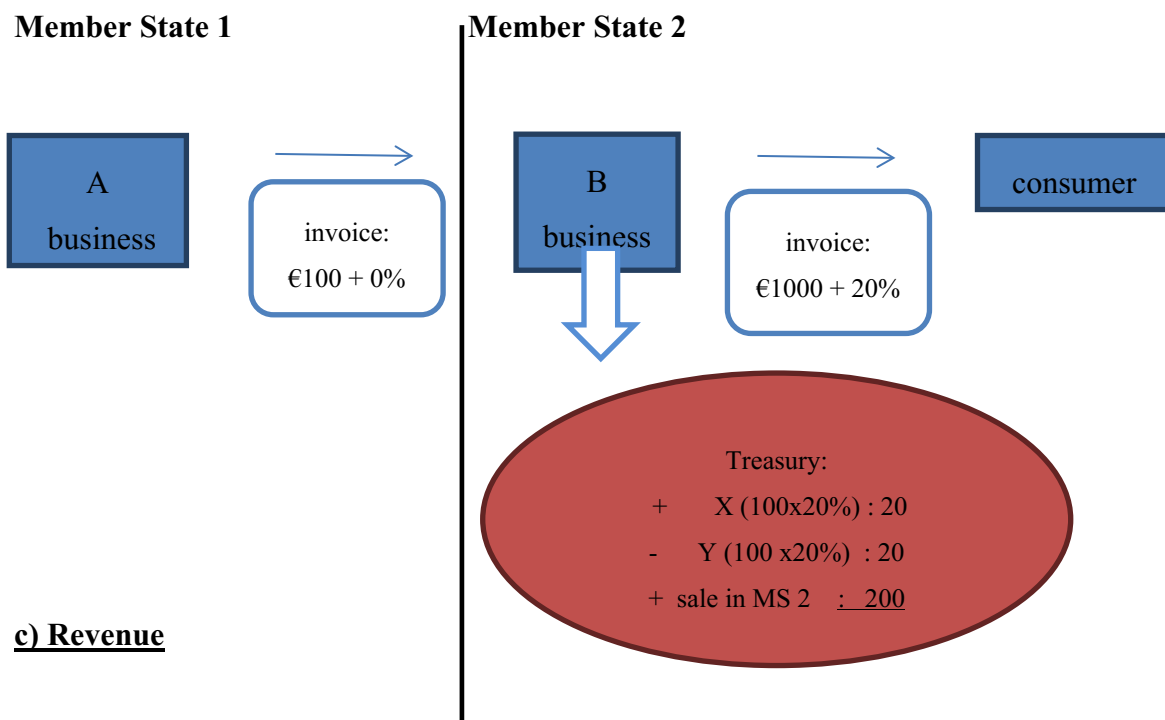 Member State 1
Member State 2
A
business
invoice:
€100 + 0%
B
business
invoice:
€1000 + 20%
consumer
Treasury:
+ X (100x20%) : 20
- Y (100 x20%) : 20
+ sale in MS 2 : 200
c) Revenue